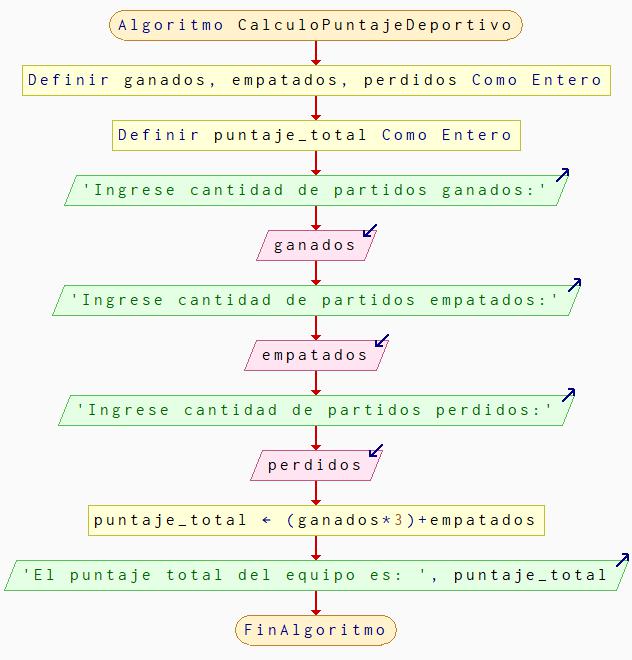 Algoritmo CalculoPuntajeDeportivo
Definir ganados, empatados, perdidos Como Entero
Definir puntaje_total Como Entero
'Ingrese cantidad de partidos ganados:'
ganados
'Ingrese cantidad de partidos empatados:'
empatados
'Ingrese cantidad de partidos perdidos:'
perdidos
puntaje_total ← (ganados*3)+empatados
'El puntaje total del equipo es: ', puntaje_total
FinAlgoritmo